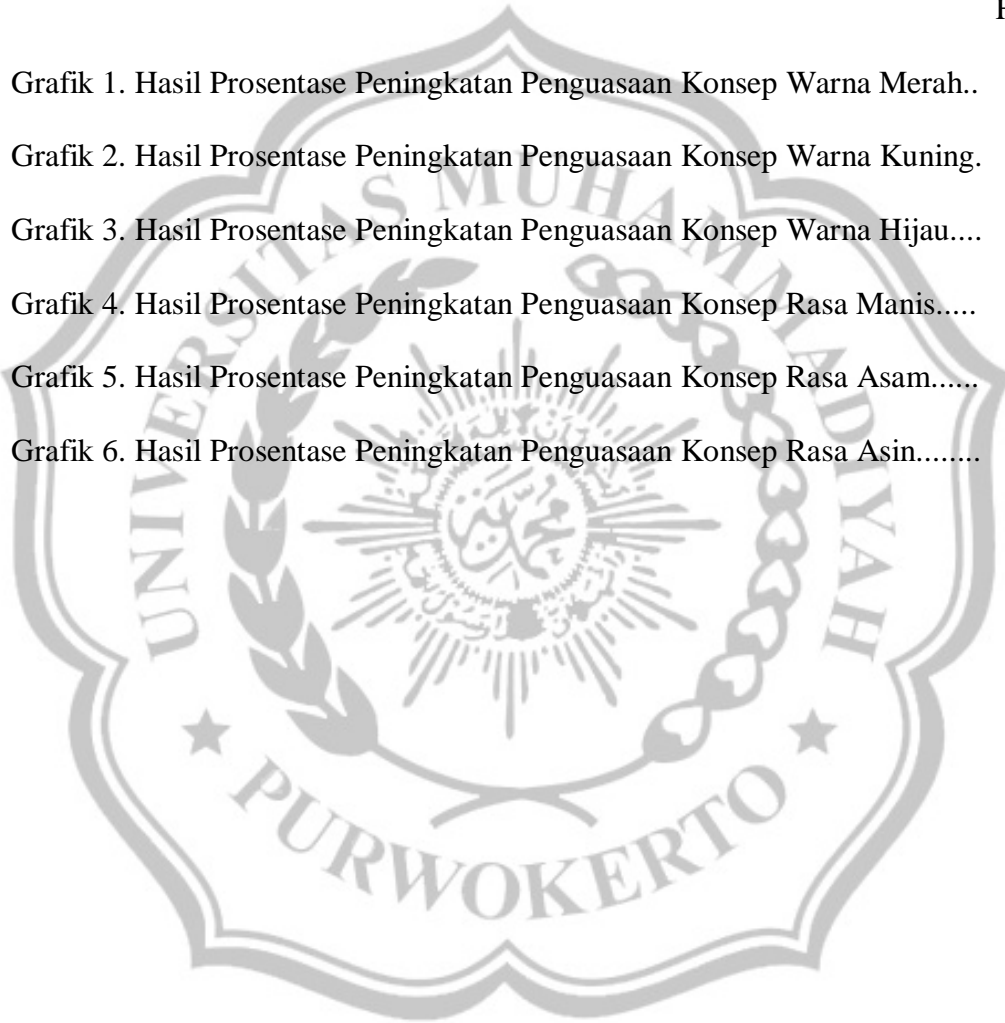 Grafik 1. Hasil Prosentase Peningkatan Penguasaan Konsep Warna Merah..
Grafik 2. Hasil Prosentase Peningkatan Penguasaan Konsep Warna Kuning.
Grafik 3. Hasil Prosentase Peningkatan Penguasaan Konsep Warna Hijau....
Grafik 4. Hasil Prosentase Peningkatan Penguasaan Konsep Rasa Manis.....
Grafik 5. Hasil Prosentase Peningkatan Penguasaan Konsep Rasa Asam......
Grafik 6. Hasil Prosentase Peningkatan Penguasaan Konsep Rasa Asin........
UNIVERSITAS MUHAMMADIYAH
PURWOKERTO